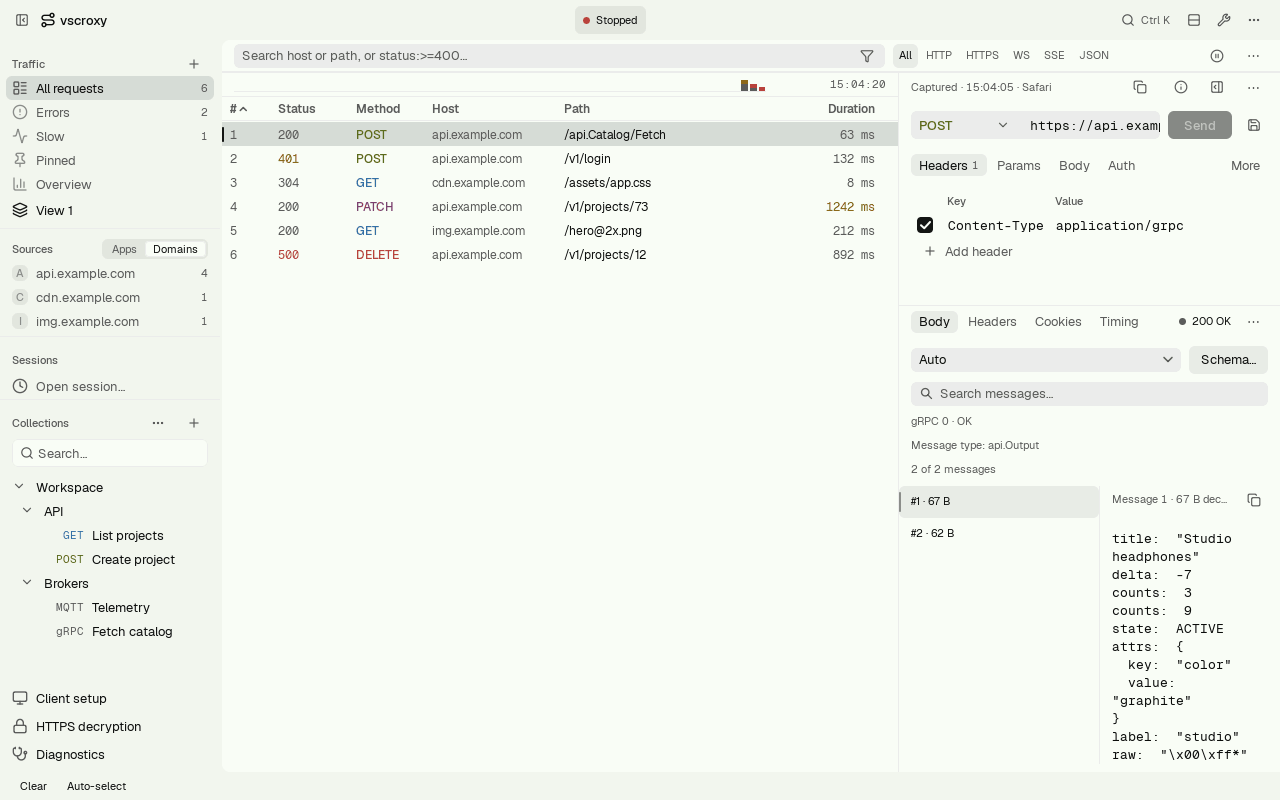 vscroxy
Stopped
Ctrl K
Traffic
All requests 6
Errors 2
Slow 1
Pinned
Overview
View 1
Sources Apps Domains
A api.example.com 4
C cdn.example.com 1
I img.example.com 1
Sessions
Open session…
Collections
Search…
Workspace
API
GET List projects
POST Create project
Brokers
MQTT Telemetry
gRPC Fetch catalog
Client setup
HTTPS decryption
Diagnostics
Clear Auto-select
Search host or path, or status:>=400…
All HTTP HTTPS WS SSE JSON
15:04:20
# Status Method Host Path Duration
1 200 POST api.example.com /api.Catalog/Fetch 63 ms
2 401 POST api.example.com /v1/login 132 ms
3 304 GET cdn.example.com /assets/app.css 8 ms
4 200 PATCH api.example.com /v1/projects/73 1242 ms
5 200 GET img.example.com /hero@2x.png 212 ms
6 500 DELETE api.example.com /v1/projects/12 892 ms
Captured · 15:04:05 · Safari
POST https://api.examp Send
Headers 1 Params Body Auth More
Key Value
Content-Type application/grpc
Add header
Body Headers Cookies Timing 200 OK
Auto Schema…
Search messages…
gRPC 0 · OK
Message type: api.Output
2 of 2 messages
#1 · 67 B
#2 · 62 B
Message 1 · 67 B dec…
title: "Studio
headphones"
delta: -7
counts: 3
counts: 9
state: ACTIVE
attrs: {
key: "color"
value:
"graphite"
}
label: "studio"
raw: "\x00\xff*"